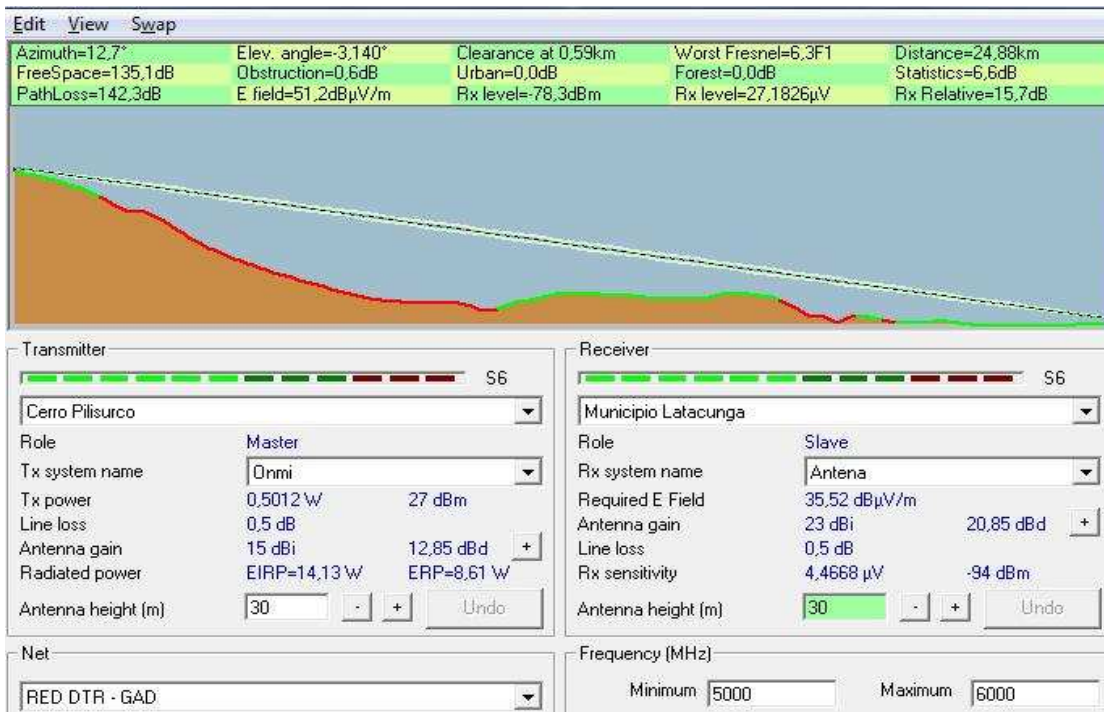 Edit View Swap
Azimuth=12,7° Elev. angle=-3,140° Clearance at 0,59km Worst Fresnel=6,3F1 Distance=24,88km
FreeSpace=135,1dB Obstruction=0,6dB Urban=0,0dB Forest=0,0dB Statistics=6,6dB
PathLoss=142,3dB E field=51,2dBµV/m Rx level=-78,3dBm Rx level=27,1826µV Rx Relative=15,7dB
Transmitter
S6
Cerro Pilisurco
Role Master
Tx system name Onmi
Tx power 0,5012 W 27 dBm
Line loss 0,5 dB
Antenna gain 15 dBi 12,85 dBd +
Radiated power EIRP=14,13 W ERP=8,61 W
Antenna height (m) 30 - + Undo
Net
RED DTR - GAD
Receiver
S6
Municipio Latacunga
Role Slave
Rx system name Antena
Required E Field 35,52 dBµV/m
Antenna gain 23 dBi 20,85 dBd +
Line loss 0,5 dB
Rx sensitivity 4,4668 µV -94 dBm
Antenna height (m) 30 - + Undo
Frequency (MHz)
Minimum 5000 Maximum 6000